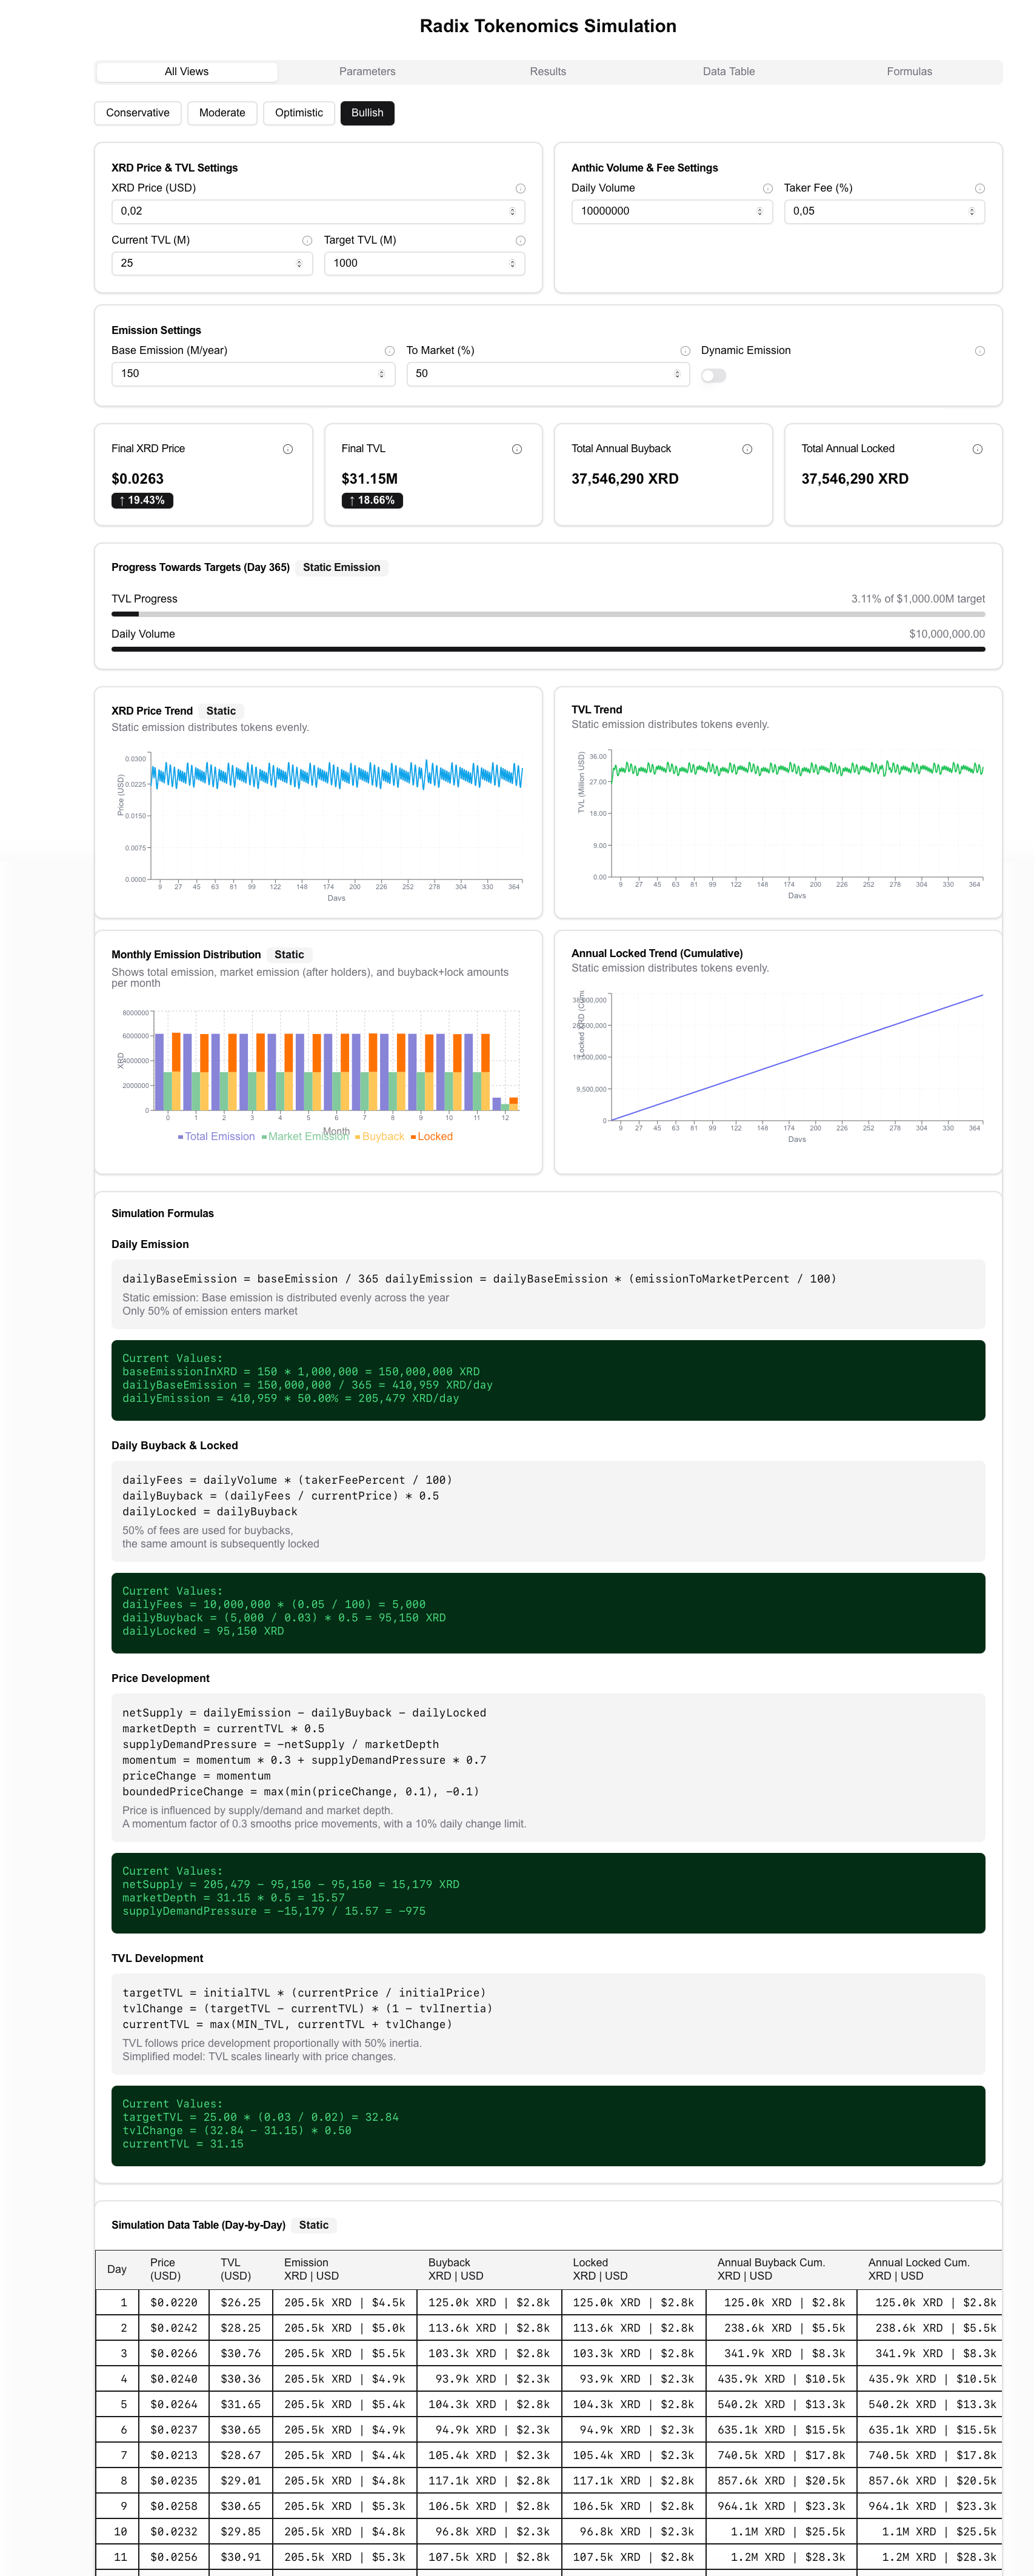 Radix Tokenomics Simulation
All Views Parameters Results Data Table Formulas
Conservative Moderate Optimistic Bullish
XRD Price & TVL Settings
XRD Price (USD)
0,02
Current TVL (M) Target TVL (M)
25 1000
Anthic Volume & Fee Settings
Daily Volume Taker Fee (%)
10000000 0,05
Emission Settings
Base Emission (M/year) To Market (%) Dynamic Emission
150 50
Final XRD Price
$0.0263
↑ 19.43%
Final TVL
$31.15M
↑ 18.66%
Total Annual Buyback
37,546,290 XRD
Total Annual Locked
37,546,290 XRD
Progress Towards Targets (Day 365) Static Emission
TVL Progress 3.11% of $1,000.00M target
Daily Volume $10,000,000.00
XRD Price Trend Static
Static emission distributes tokens evenly.
Price (USD)
0.0300
0.0225
0.0150
0.0075
0.0000
9 27 45 63 81 99 122 148 174 200 226 252 278 304 330 364
Days
TVL Trend
Static emission distributes tokens evenly.
TVL (Million USD)
36.00
27.00
18.00
9.00
0.00
9 27 45 63 81 99 122 148 174 200 226 252 278 304 330 364
Days
Monthly Emission Distribution Static
Shows total emission, market emission (after holders), and buyback+lock amounts
per month
XRD
8000000
6000000
4000000
2000000
0
0 1 2 3 4 5 6 7 8 9 10 11 12
Month
Total Emission Market Emission Buyback Locked
Annual Locked Trend (Cumulative)
Static emission distributes tokens evenly.
Locked XRD
9,500,000
0
9 27 45 63 81 99 122 148 174 200 226 252 278 304 330 364
Days
Simulation Formulas
Daily Emission
dailyBaseEmission = baseEmission / 365 dailyEmission = dailyBaseEmission * (emissionToMarketPercent / 100)
Static emission: Base emission is distributed evenly across the year
Only 50% of emission enters market
Current Values:
baseEmissionInXRD = 150 * 1,000,000 = 150,000,000 XRD
dailyBaseEmission = 150,000,000 / 365 = 410,959 XRD/day
dailyEmission = 410,959 * 50.00% = 205,479 XRD/day
Daily Buyback & Locked
dailyFees = dailyVolume * (takerFeePercent / 100)
dailyBuyback = (dailyFees / currentPrice) * 0.5
dailyLocked = dailyBuyback
50% of fees are used for buybacks,
the same amount is subsequently locked
Current Values:
dailyFees = 10,000,000 * (0.05 / 100) = 5,000
dailyBuyback = (5,000 / 0.03) * 0.5 = 95,150 XRD
dailyLocked = 95,150 XRD
Price Development
netSupply = dailyEmission − dailyBuyback − dailyLocked
marketDepth = currentTVL * 0.5
supplyDemandPressure = −netSupply / marketDepth
momentum = momentum * 0.3 + supplyDemandPressure * 0.7
priceChange = momentum
boundedPriceChange = max(min(priceChange, 0.1), −0.1)
Price is influenced by supply/demand and market depth.
A momentum factor of 0.3 smooths price movements, with a 10% daily change limit.
Current Values:
netSupply = 205,479 − 95,150 − 95,150 = 15,179 XRD
marketDepth = 31.15 * 0.5 = 15.57
supplyDemandPressure = −15,179 / 15.57 = −975
TVL Development
targetTVL = initialTVL * (currentPrice / initialPrice)
tvlChange = (targetTVL − currentTVL) * (1 − tvlInertia)
currentTVL = max(MIN_TVL, currentTVL + tvlChange)
TVL follows price development proportionally with 50% inertia.
Simplified model: TVL scales linearly with price changes.
Current Values:
targetTVL = 25.00 * (0.03 / 0.02) = 32.84
tvlChange = (32.84 − 31.15) * 0.50
currentTVL = 31.15
Simulation Data Table (Day-by-Day) Static
Day Price (USD) TVL (USD) Emission XRD | USD Buyback XRD | USD Locked XRD | USD Annual Buyback Cum. XRD | USD Annual Locked Cum. XRD | USD
1 $0.0220 $26.25 205.5k XRD | $4.5k 125.0k XRD | $2.8k 125.0k XRD | $2.8k 125.0k XRD | $2.8k 125.0k XRD | $2.8k
2 $0.0242 $28.25 205.5k XRD | $5.0k 113.6k XRD | $2.8k 113.6k XRD | $2.8k 238.6k XRD | $5.5k 238.6k XRD | $5.5k
3 $0.0266 $30.76 205.5k XRD | $5.5k 103.3k XRD | $2.8k 103.3k XRD | $2.8k 341.9k XRD | $8.3k 341.9k XRD | $8.3k
4 $0.0240 $30.36 205.5k XRD | $4.9k 93.9k XRD | $2.3k 93.9k XRD | $2.3k 435.9k XRD | $10.5k 435.9k XRD | $10.5k
5 $0.0264 $31.65 205.5k XRD | $5.4k 104.3k XRD | $2.8k 104.3k XRD | $2.8k 540.2k XRD | $13.3k 540.2k XRD | $13.3k
6 $0.0237 $30.65 205.5k XRD | $4.9k 94.9k XRD | $2.3k 94.9k XRD | $2.3k 635.1k XRD | $15.5k 635.1k XRD | $15.5k
7 $0.0213 $28.67 205.5k XRD | $4.4k 105.4k XRD | $2.3k 105.4k XRD | $2.3k 740.5k XRD | $17.8k 740.5k XRD | $17.8k
8 $0.0235 $29.01 205.5k XRD | $4.8k 117.1k XRD | $2.8k 117.1k XRD | $2.8k 857.6k XRD | $20.5k 857.6k XRD | $20.5k
9 $0.0258 $30.65 205.5k XRD | $5.3k 106.5k XRD | $2.8k 106.5k XRD | $2.8k 964.1k XRD | $23.3k 964.1k XRD | $23.3k
10 $0.0232 $29.85 205.5k XRD | $4.8k 96.8k XRD | $2.3k 96.8k XRD | $2.3k 1.1M XRD | $25.5k 1.1M XRD | $25.5k
11 $0.0256 $30.91 205.5k XRD | $5.3k 107.5k XRD | $2.8k 107.5k XRD | $2.8k 1.2M XRD | $28.3k 1.2M XRD | $28.3k